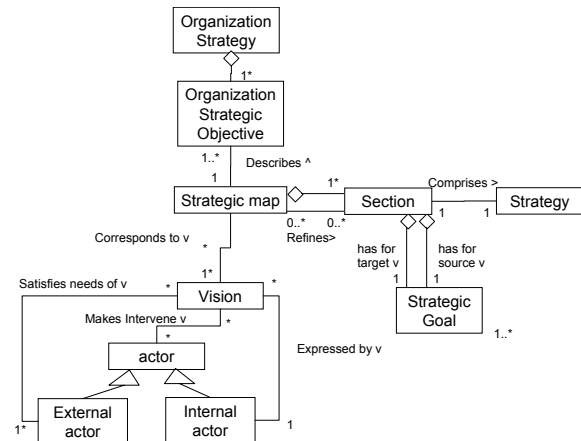 Organization
Strategy
1*
Organization
Strategic
Objective
1..*
Describes ^
1
1*
Comprises >
Strategic map
Section
Strategy
0..*
0..*
1
1
Refines>
Corresponds to v
*
has for
target v
has for
source v
Satisfies needs of v
*
1*
*
1
1
Vision
Strategic
Goal
Makes Intervene v
*
1..*
*
actor
Expressed by v
External
actor
Internal
actor
1*
1